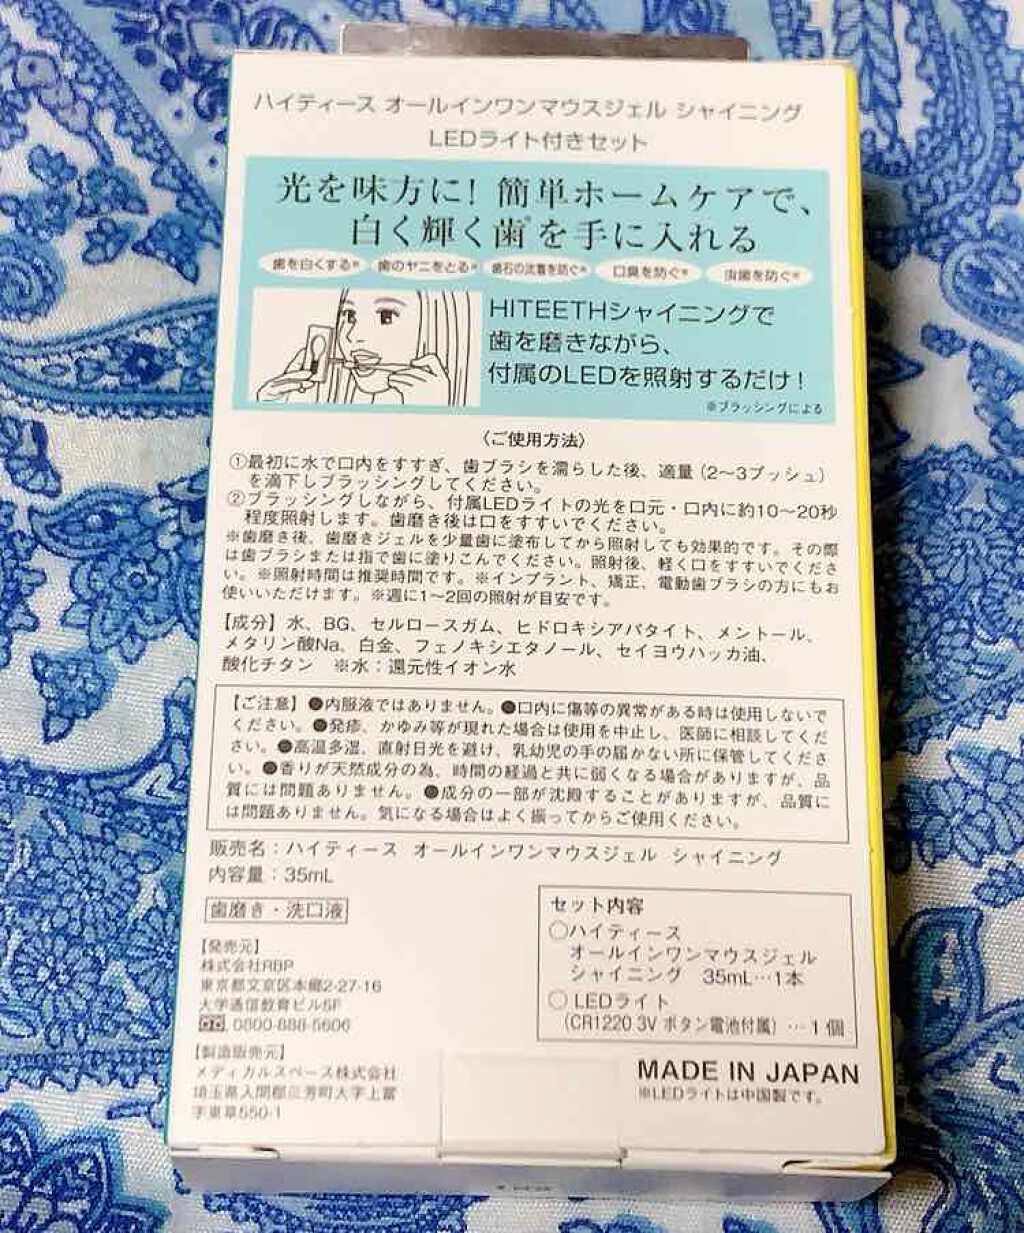 ハイティース オールインワンマウスジェル シャイニング
LEDライト付きセット
光を味方に! 簡単ホームケアで、
白く輝く歯※を手に入れる
歯を白くする※ 歯のヤニをとる※ 歯石の沈着を防ぐ※ 口臭を防ぐ※ 虫歯を防ぐ※
HITEETHシャイニングで
歯を磨きながら、
付属のLEDを照射するだけ!
※ブラッシングによる
〈ご使用方法〉
①最初に水で口内をすすぎ、歯ブラシを濡らした後、適量(2〜3プッシュ)
を滴下しブラッシングしてください。
②ブラッシングしながら、付属LEDライトの光を口元・口内に約10〜20秒
程度照射します。歯磨き後は口をすすいでください。
※歯磨き後、歯磨きジェルを少量歯に塗布してから照射しても効果的です。その際
は歯ブラシまたは指で歯に塗りこんでください。照射後、軽く口をすすいでくださ
い。※照射時間は推奨時間です。※インプラント、矯正、電動歯ブラシの方にもお
使いいただけます。※週に1〜2回の照射が目安です。
【成分】水、BG、セルロースガム、ヒドロキシアパタイト、メントール、
メタリン酸Na、白金、フェノキシエタノール、セイヨウハッカ油、
酸化チタン ※水:還元性イオン水
【ご注意】●内服液ではありません。●口内に傷等の異常がある時は使用しないで
ください。●発疹、かゆみ等が現れた場合は使用を中止し、医師に相談してくだ
さい。●高温多湿、直射日光を避け、乳幼児の手の届かない所に保管してくださ
い。●香りが天然成分の為、時間の経過と共に弱くなる場合がありますが、品
質には問題ありません。●成分の一部が沈殿することがありますが、品質に
は問題ありません。気になる場合はよく振ってからご使用ください。
販売名:ハイティース オールインワンマウスジェル シャイニング
内容量:35mL
歯磨き・洗口液
【発売元】
株式会社RBP
東京都文京区本郷2-27-16
大学通信教育ビル5F
0800-888-5606
【製造販売元】
メディカルスペース株式会社
埼玉県入間郡三芳町大字上富
字東草550-1
セット内容
○ハイティース
オールインワンマウスジェル
シャイニング 35mL…1本
○LEDライト
(CR1220 3V ボタン電池付属)…1個
MADE IN JAPAN
※LEDライトは中国製です。